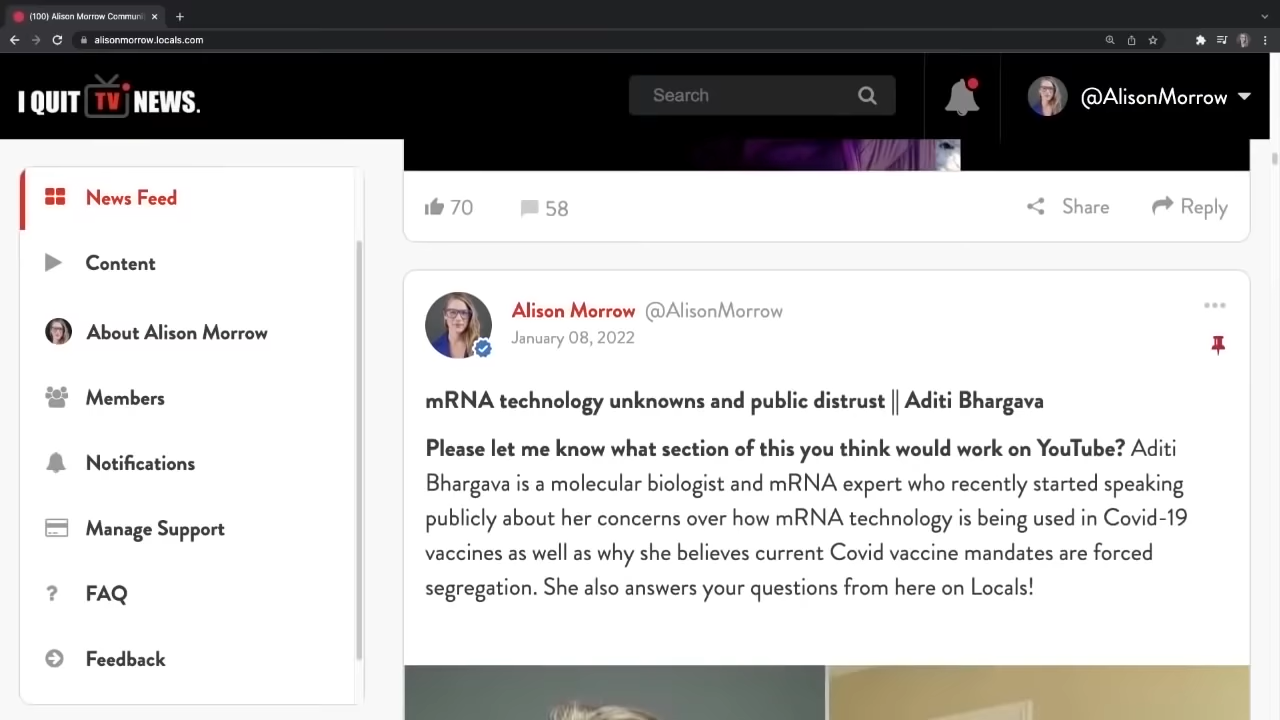 (100) Alison Morrow Communi
alisonmorrow.locals.com
I QUIT TV NEWS.
Search
@AlisonMorrow
News Feed
Content
About Alison Morrow
Members
Notifications
Manage Support
? FAQ
Feedback
70 58 Share Reply
Alison Morrow @AlisonMorrow
January 08, 2022
mRNA technology unknowns and public distrust || Aditi Bhargava
Please let me know what section of this you think would work on YouTube? Aditi
Bhargava is a molecular biologist and mRNA expert who recently started speaking
publicly about her concerns over how mRNA technology is being used in Covid-19
vaccines as well as why she believes current Covid vaccine mandates are forced
segregation. She also answers your questions from here on Locals!